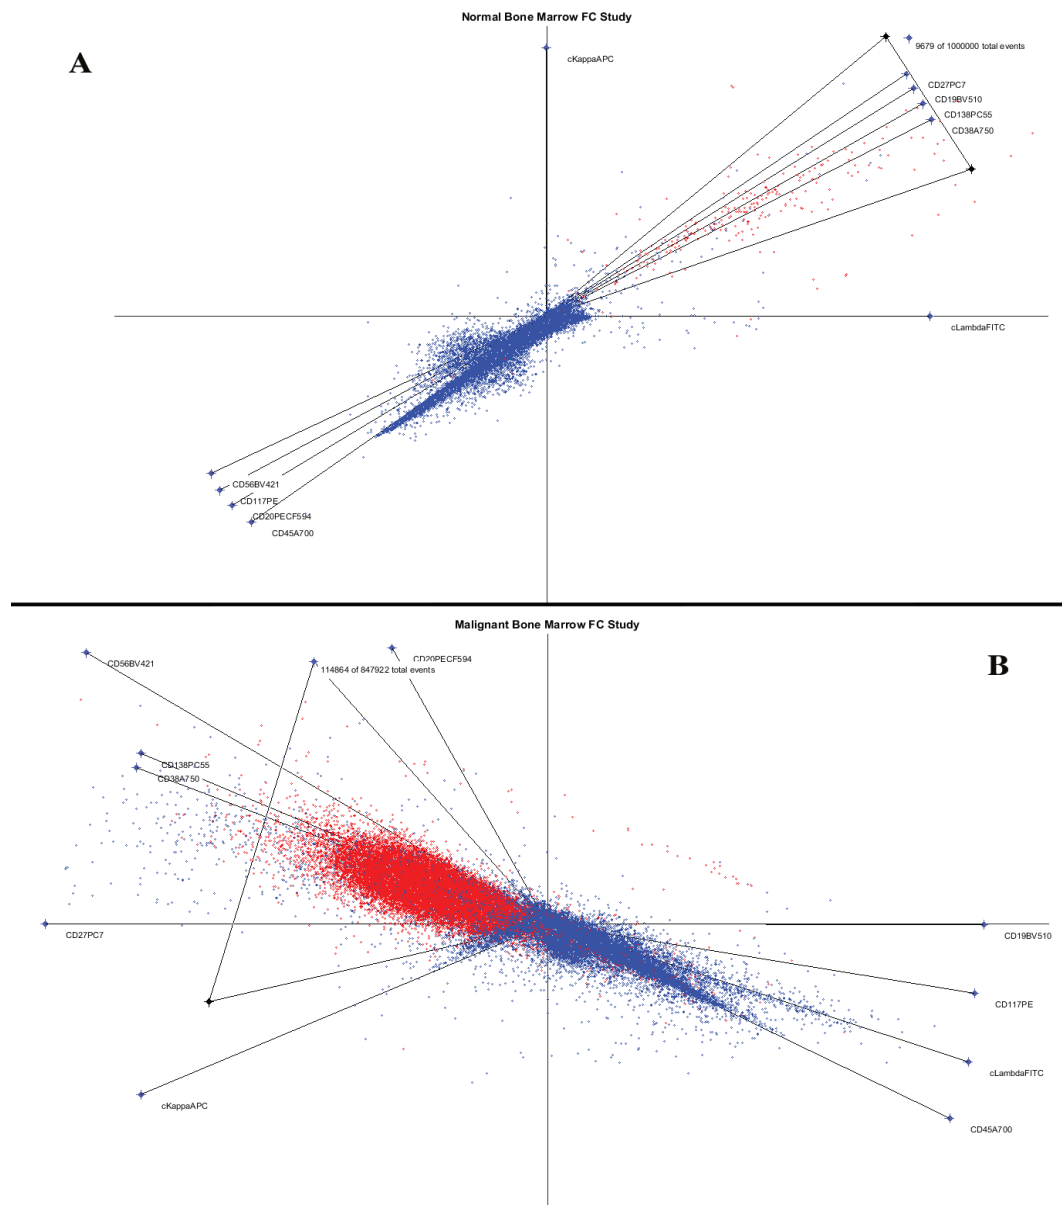 Normal Bone Marrow FC Study
A
cKappaAPC
9679 of 1000000 total events
CD27PC7
CD19BV510
CD138PC55
CD38A750
cLambdaFITC
CD56BV421
CD117PE
CD20PECF594
CD45A700
Malignant Bone Marrow FC Study
B
CD56BV421
CD20PECF594
114864 of 847922 total events
CD138PC55
CD38A750
CD27PC7
CD19BV510
CD117PE
cLambdaFITC
cKappaAPC
CD45A700